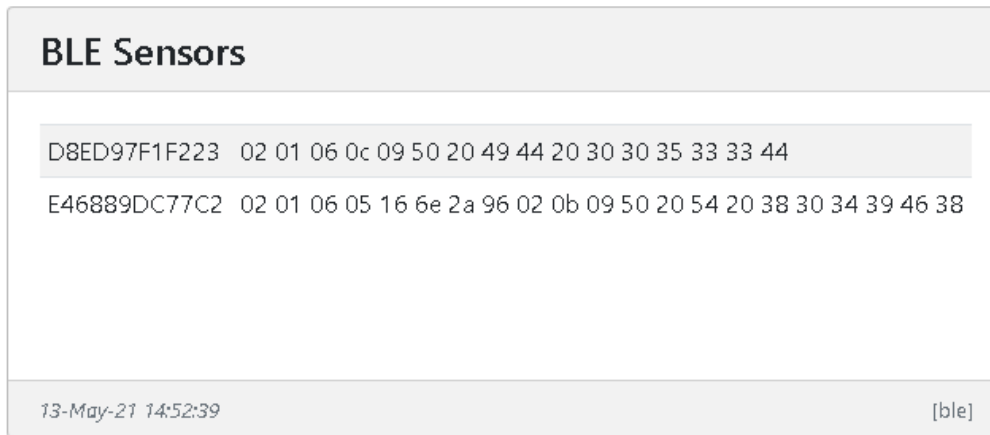 BLE Sensors
D8ED97F1F223 02 01 06 0c 09 50 20 49 44 20 30 30 35 33 33 44
E46889DC77C2 02 01 06 05 16 6e 2a 96 02 0b 09 50 20 54 20 38 30 34 39 46 38
13-May-21 14:52:39 [ble]